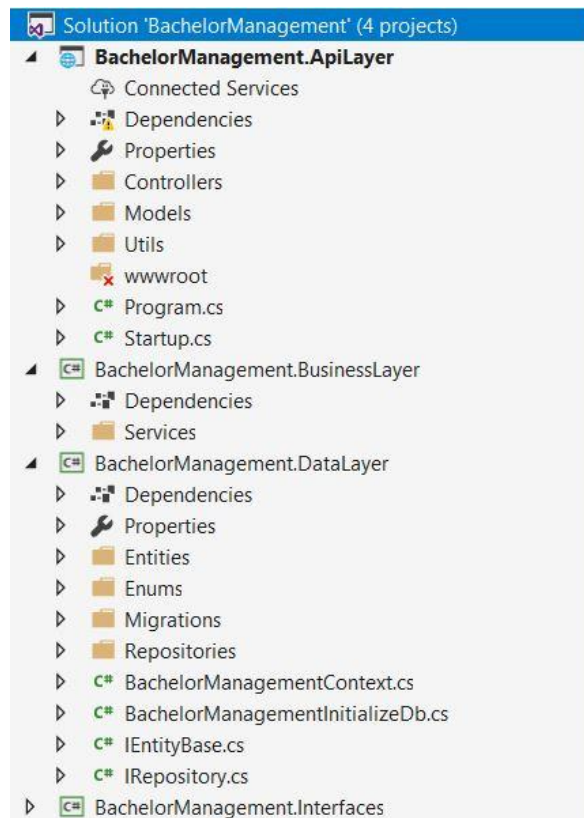 Solution 'BachelorManagement' (4 projects)
BachelorManagement.ApiLayer
Connected Services
Dependencies
Properties
Controllers
Models
Utils
wwwroot
C# Program.cs
C# Startup.cs
C# BachelorManagement.BusinessLayer
Dependencies
Services
C# BachelorManagement.DataLayer
Dependencies
Properties
Entities
Enums
Migrations
Repositories
C# BachelorManagementContext.cs
C# BachelorManagementInitializeDb.cs
C# IEntityBase.cs
C# IRepository.cs
C# BachelorManagement.Interfaces